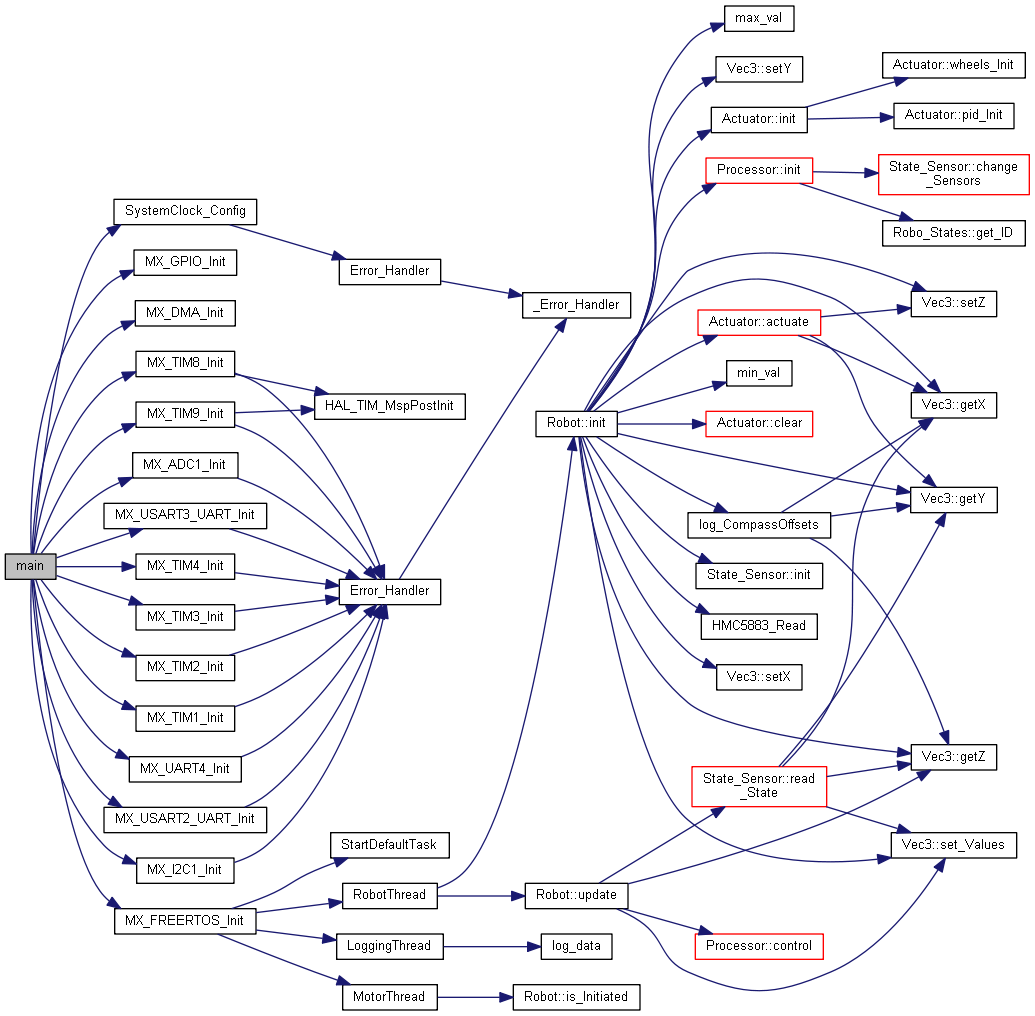 max_val
Vec3::setY
Actuator::wheels_Init
Actuator::init
Actuator::pid_Init
Processor::init
State_Sensor::change
_Sensors
SystemClock_Config
Robo_States::get_ID
MX_GPIO_Init
Error_Handler
_Error_Handler
Vec3::setZ
MX_DMA_Init
Actuator::actuate
MX_TIM8_Init
min_val
HAL_TIM_MspPostInit
Vec3::getX
MX_TIM9_Init
Robot::init
Actuator::clear
MX_ADC1_Init
Vec3::getY
MX_USART3_UART_Init
log_CompassOffsets
main
MX_TIM4_Init
State_Sensor::init
Error_Handler
MX_TIM3_Init
HMC5883_Read
MX_TIM2_Init
Vec3::setX
MX_TIM1_Init
MX_UART4_Init
Vec3::getZ
State_Sensor::read
_State
MX_USART2_UART_Init
StartDefaultTask
Vec3::set_Values
MX_I2C1_Init
RobotThread
Robot::update
MX_FREERTOS_Init
LoggingThread
log_data
Processor::control
MotorThread
Robot::is_Initiated